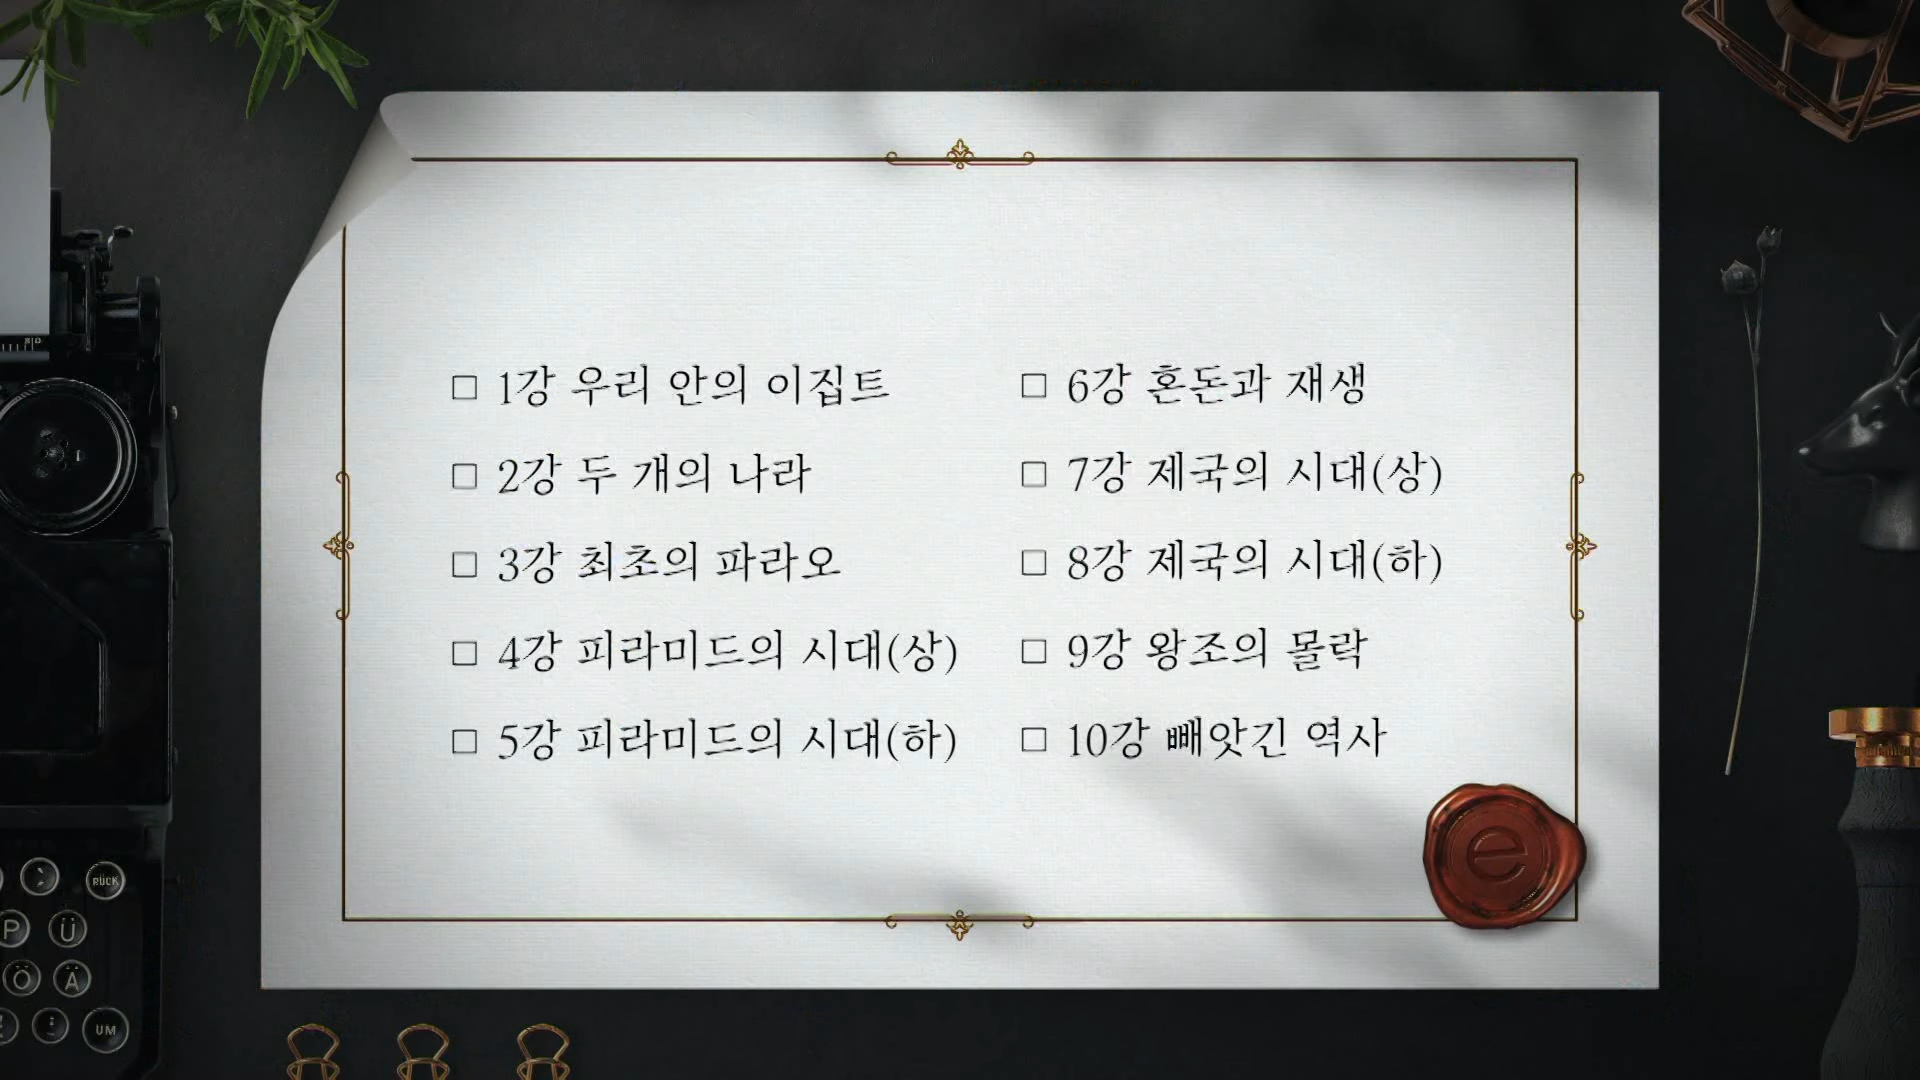 □ 1강 우리 안의 이집트
□ 2강 두 개의 나라
□ 3강 최초의 파라오
□ 4강 피라미드의 시대(상)
□ 5강 피라미드의 시대(하)
□ 6강 혼돈과 재생
□ 7강 제국의 시대(상)
□ 8강 제국의 시대(하)
□ 9강 왕조의 몰락
□ 10강 빼앗긴 역사
e
RÜCK
P Ü
Ö Ä
UM